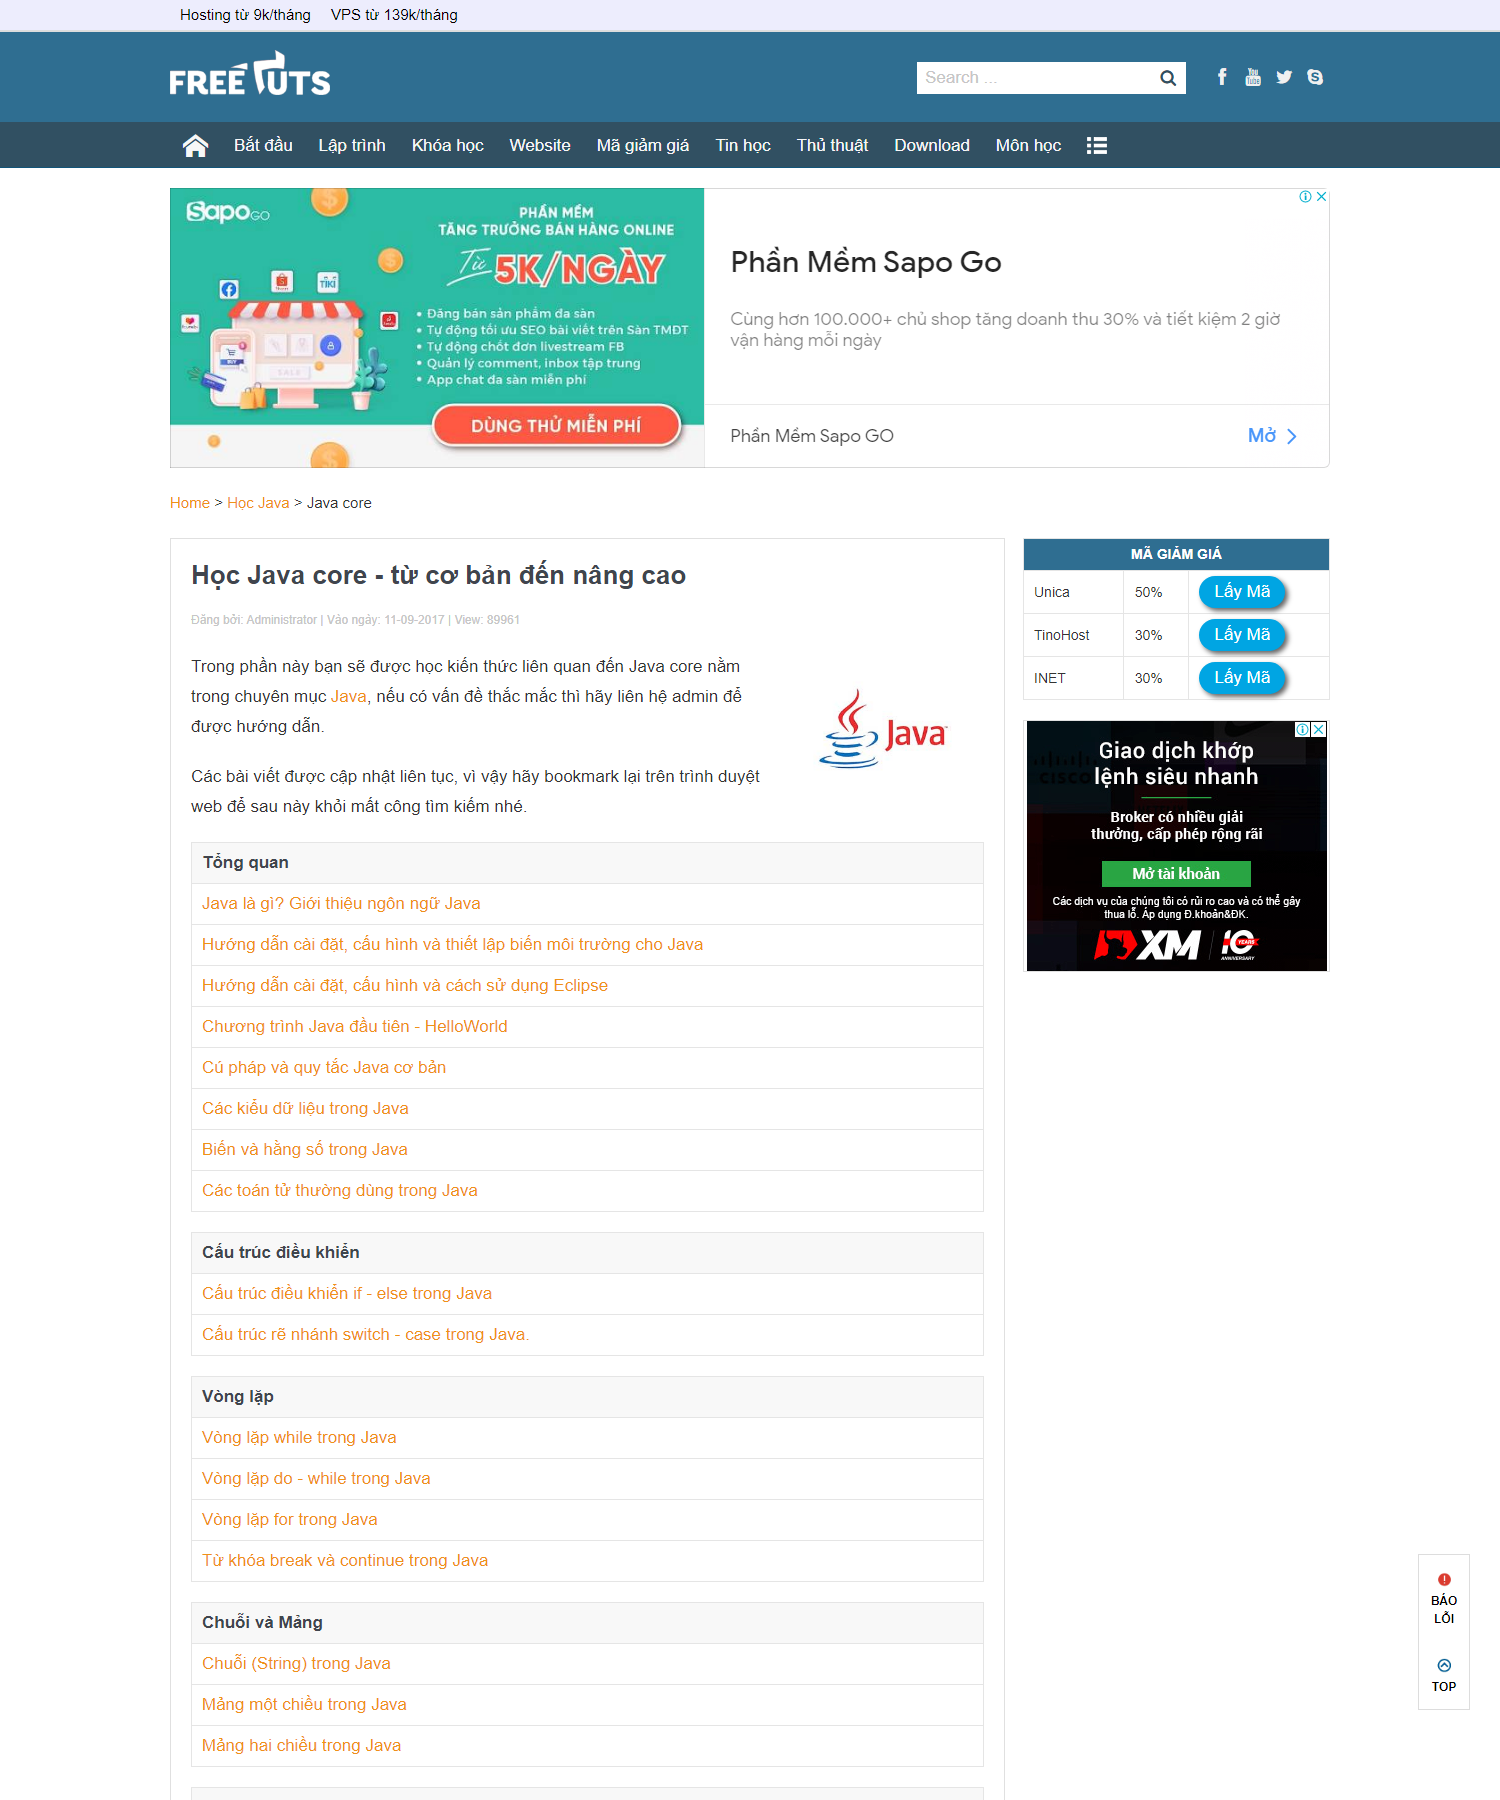 Hosting từ 9k/tháng VPS từ 139k/tháng
FREETUTS
Search ...
Bắt đầu Lập trình Khóa học Website Mã giảm giá Tin học Thủ thuật Download Môn học
Sapo GO
PHẦN MỀM
TĂNG TRƯỞNG BÁN HÀNG ONLINE
Từ 5K/NGÀY
TIKI
• Đăng bán sản phẩm đa sàn
• Tự động tối ưu SEO bài viết trên Sàn TMĐT
• Tự động chốt đơn livestream FB
• Quản lý comment, inbox tập trung
• App chat đa sàn miễn phí
BUY
SALE
DÙNG THỬ MIỄN PHÍ
Phần Mềm Sapo Go
Cùng hơn 100.000+ chủ shop tăng doanh thu 30% và tiết kiệm 2 giờ
vận hàng mỗi ngày
Phần Mềm Sapo GO
Mở
Home > Học Java > Java core
Học Java core - từ cơ bản đến nâng cao
Đăng bởi: Administrator | Vào ngày: 11-09-2017 | View: 89961
Trong phần này bạn sẽ được học kiến thức liên quan đến Java core nằm
trong chuyên mục Java, nếu có vấn đề thắc mắc thì hãy liên hệ admin để
được hướng dẫn.
Các bài viết được cập nhật liên tục, vì vậy hãy bookmark lại trên trình duyệt
web để sau này khỏi mất công tìm kiếm nhé.
Java
Tổng quan
Java là gì? Giới thiệu ngôn ngữ Java
Hướng dẫn cài đặt, cấu hình và thiết lập biến môi trường cho Java
Hướng dẫn cài đặt, cấu hình và cách sử dụng Eclipse
Chương trình Java đầu tiên - HelloWorld
Cú pháp và quy tắc Java cơ bản
Các kiểu dữ liệu trong Java
Biến và hằng số trong Java
Các toán tử thường dùng trong Java
Cấu trúc điều khiển
Cấu trúc điều khiển if - else trong Java
Cấu trúc rẽ nhánh switch - case trong Java.
Vòng lặp
Vòng lặp while trong Java
Vòng lặp do - while trong Java
Vòng lặp for trong Java
Từ khóa break và continue trong Java
Chuỗi và Mảng
Chuỗi (String) trong Java
Mảng một chiều trong Java
Mảng hai chiều trong Java
MÃ GIẢM GIÁ
Unica 50% Lấy Mã
TinoHost 30% Lấy Mã
INET 30% Lấy Mã
CISCO
Giao dịch khớp
lệnh siêu nhanh
Broker có nhiều giải
thưởng, cấp phép rộng rãi
Mở tài khoản
Các dịch vụ của chúng tôi có rủi ro cao và có thể gây
thua lỗ. Áp dụng Đ.khoản&ĐK.
XM 10 YEARS
ANNIVERSARY
BÁO
LỖI
TOP